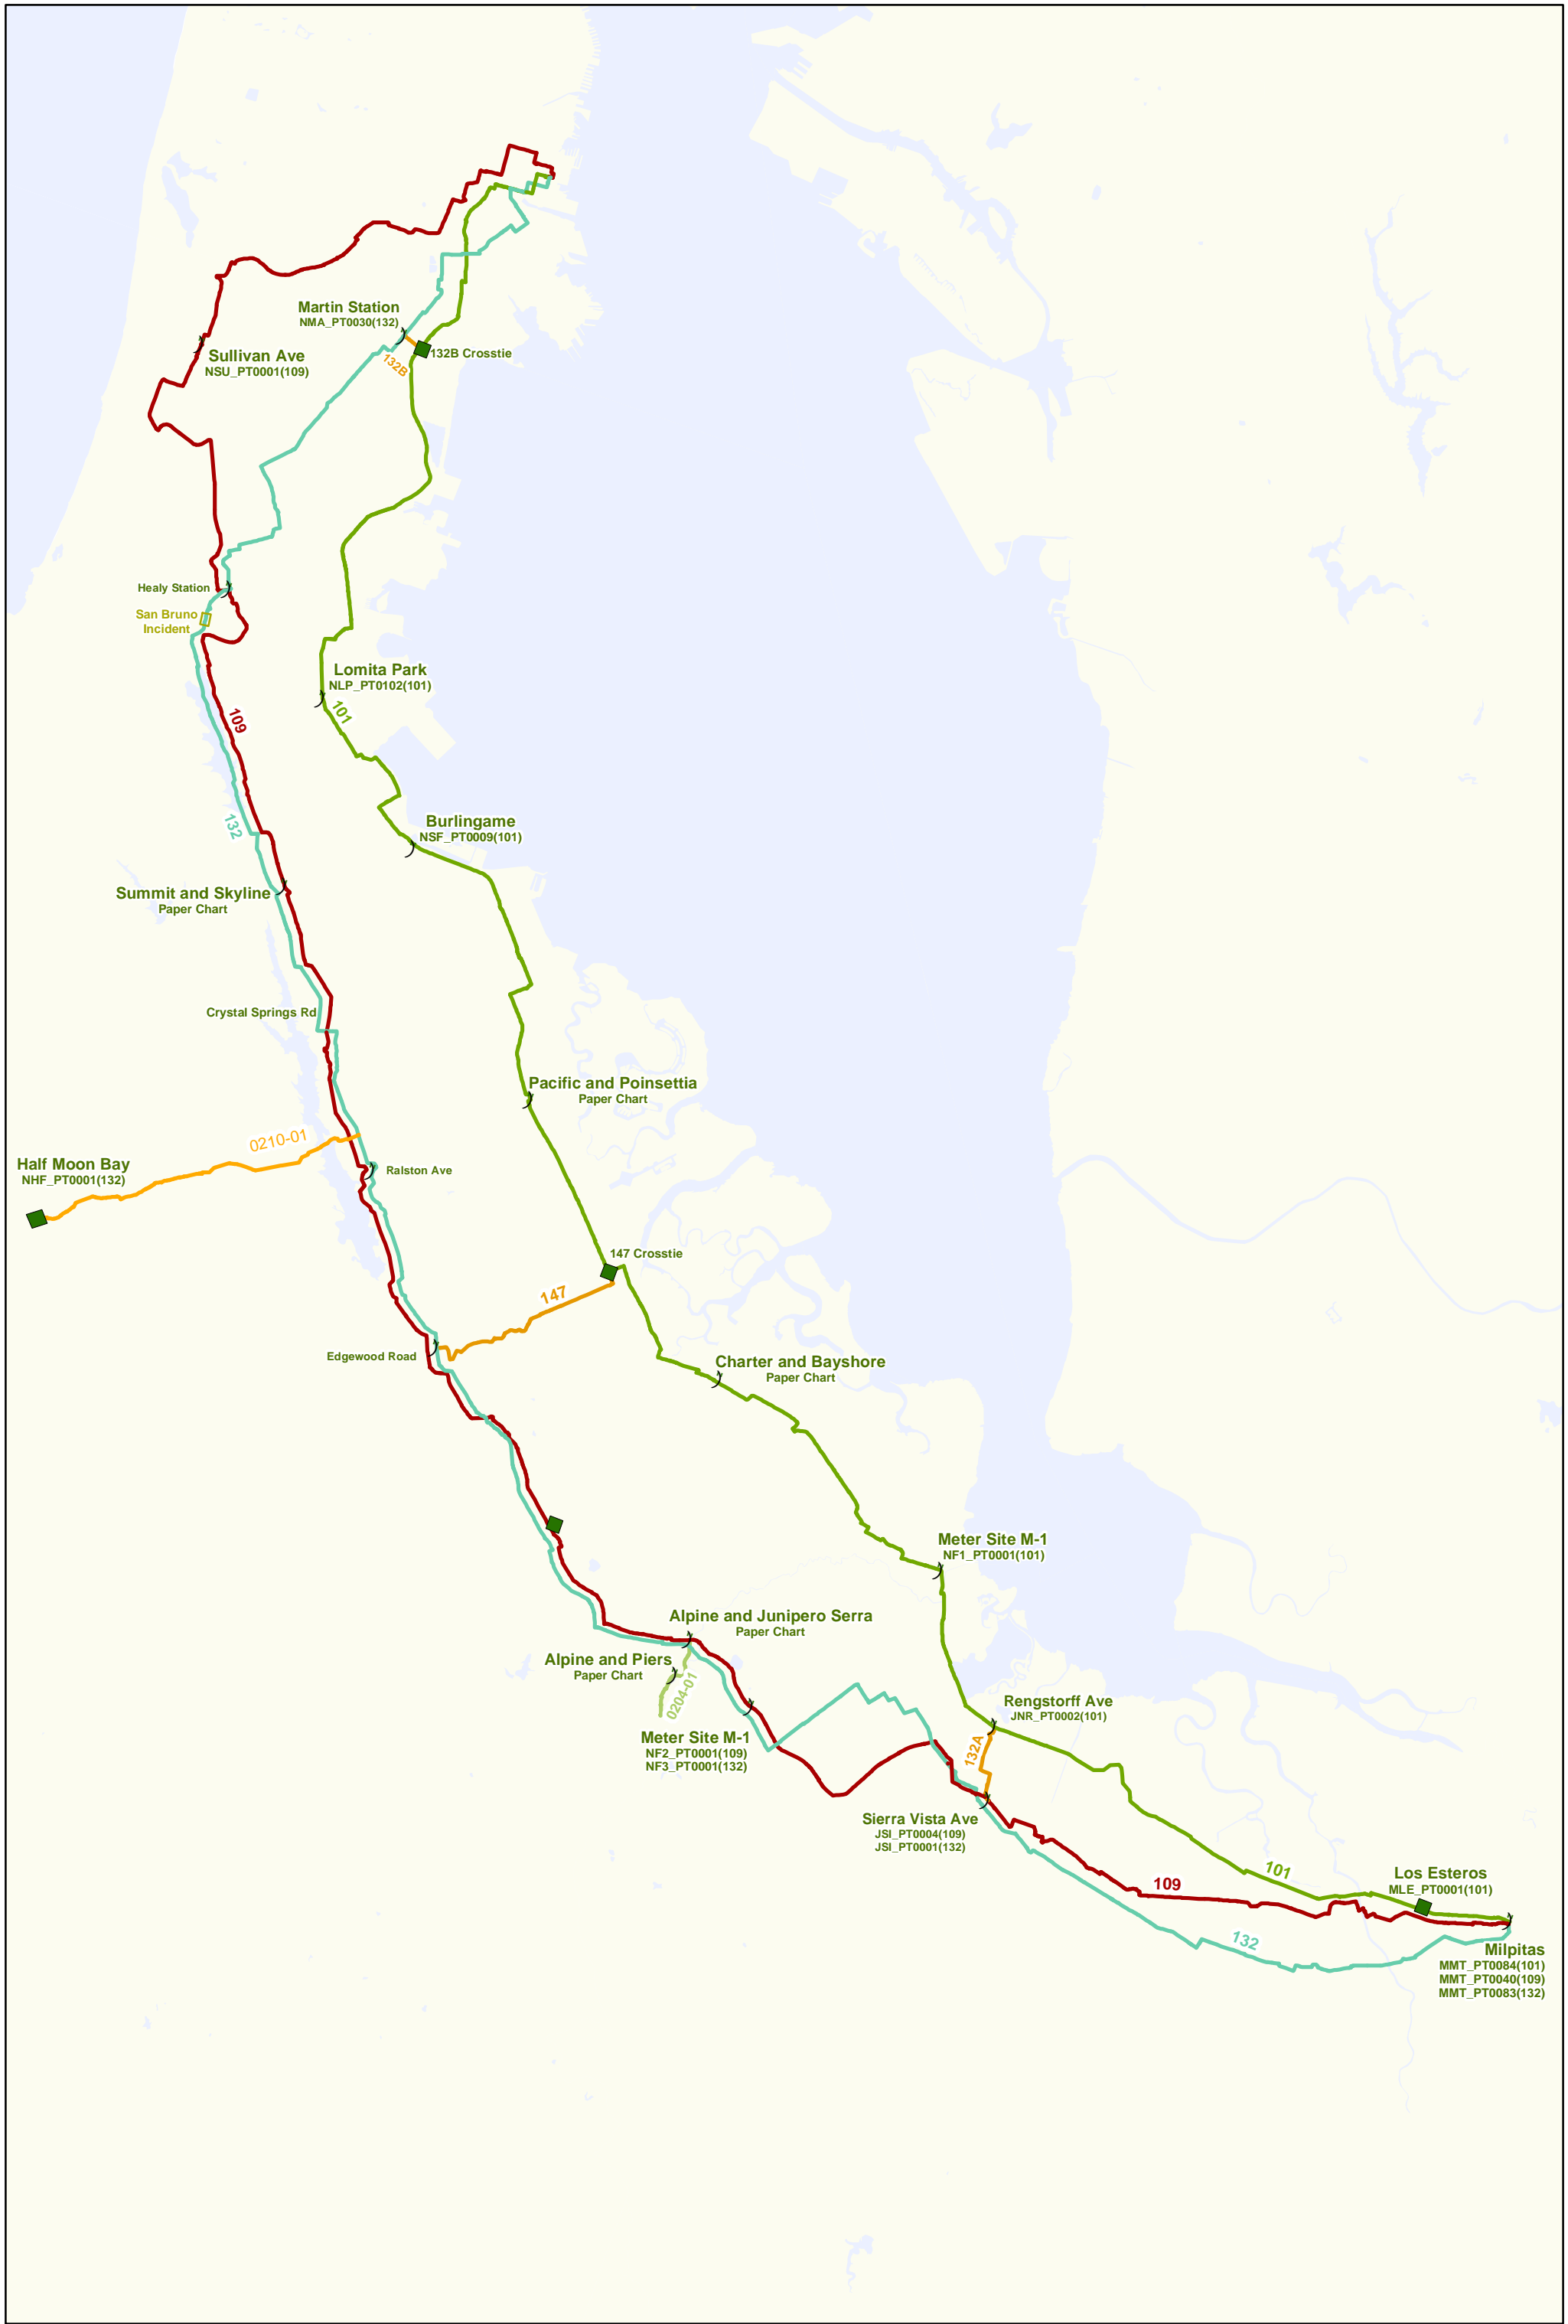 Martin Station
NMA_PT0030(132)
132B Crosstie
132B
Sullivan Ave
NSU_PT0001(109)
Healy Station
San Bruno
Incident
Lomita Park
NLP_PT0102(101)
101
109
132
Burlingame
NSF_PT0009(101)
Summit and Skyline
Paper Chart
Crystal Springs Rd
Pacific and Poinsettia
Paper Chart
0210-01
Half Moon Bay
NHF_PT0001(132)
Ralston Ave
147 Crosstie
147
Edgewood Road
Charter and Bayshore
Paper Chart
Meter Site M-1
NF1_PT0001(101)
Alpine and Junipero Serra
Paper Chart
Alpine and Piers
Paper Chart
0204-01
Rengstorff Ave
JNR_PT0002(101)
Meter Site M-1
NF2_PT0001(109)
NF3_PT0001(132)
132A
Sierra Vista Ave
JSI_PT0004(109)
JSI_PT0001(132)
101
Los Esteros
MLE_PT0001(101)
109
132
Milpitas
MMT_PT0084(101)
MMT_PT0040(109)
MMT_PT0083(132)